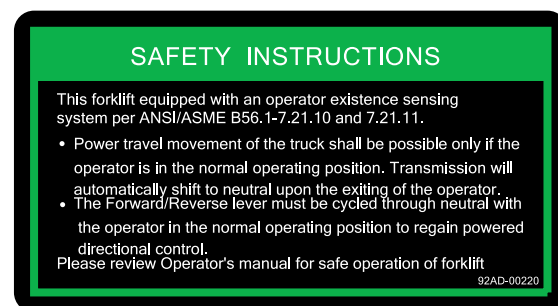 SAFETY INSTRUCTIONS
This forklift equipped with an operator existence sensing
system per ANSI/ASME B56.1-7.21.10 and 7.21.11.
• Power travel movement of the truck shall be possible only if the
operator is in the normal operating position. Transmission will
automatically shift to neutral upon the exiting of the operator.
• The Forward/Reverse lever must be cycled through neutral with
the operator in the normal operating position to regain powered
directional control.
Please review Operator's manual for safe operation of forklift
92AD-00220